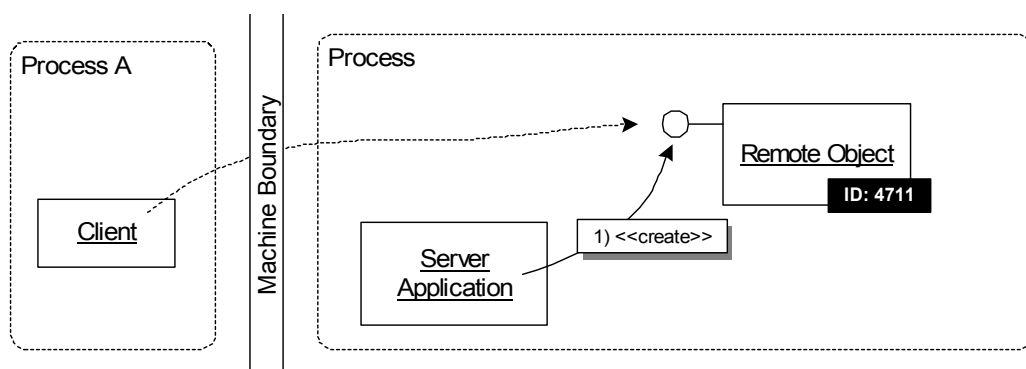 Process A
Client
Machine Boundary
Process
Remote Object
ID: 4711
1) <<create>>
Server
Application